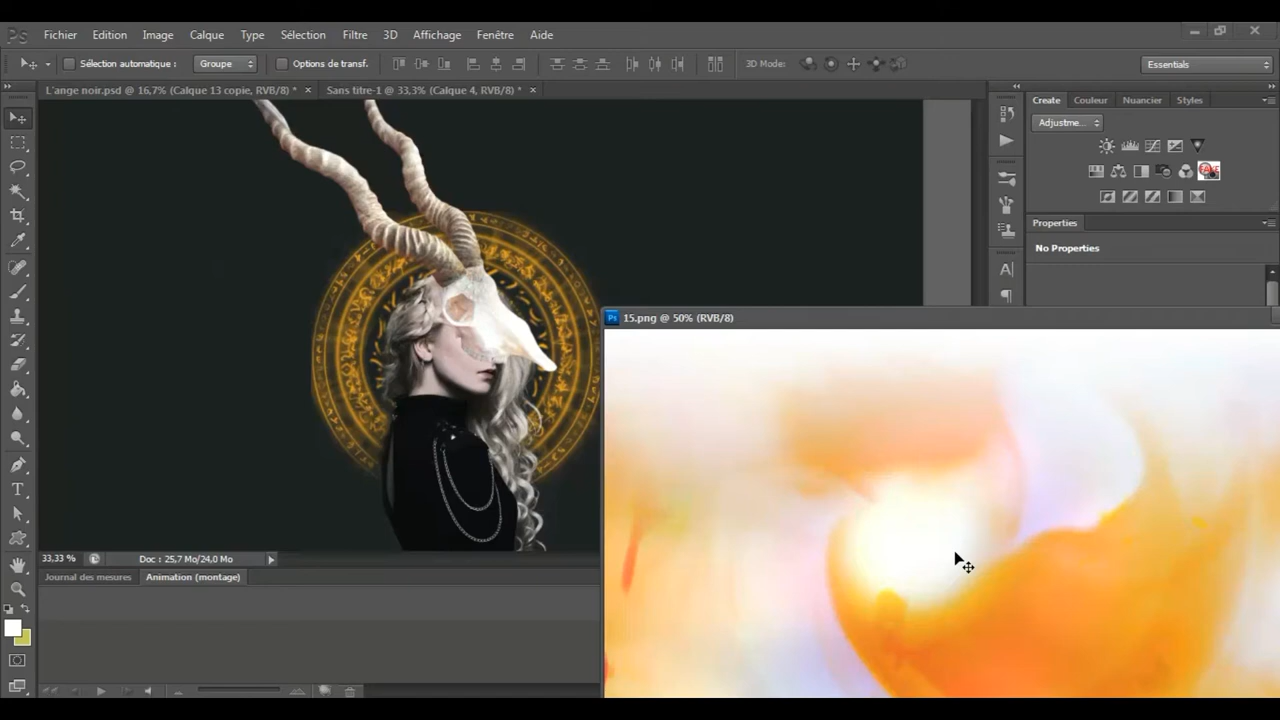 Ps Fichier Edition Image Calque Type Sélection Filtre 3D Affichage Fenêtre Aide
Sélection automatique : Groupe Options de transf. 3D Mode: Essentials
L'ange noir.psd @ 16,7% (Calque 13 copie, RVB/8) * × Sans titre-1 @ 33,3% (Calque 4, RVB/8) * ×
Create Couleur Nuancier Styles
Adjustme...
Properties
No Properties
Ps 15.png @ 50% (RVB/8)
33,33 % Doc : 25,7 Mo/24,0 Mo
Journal des mesures Animation (montage)